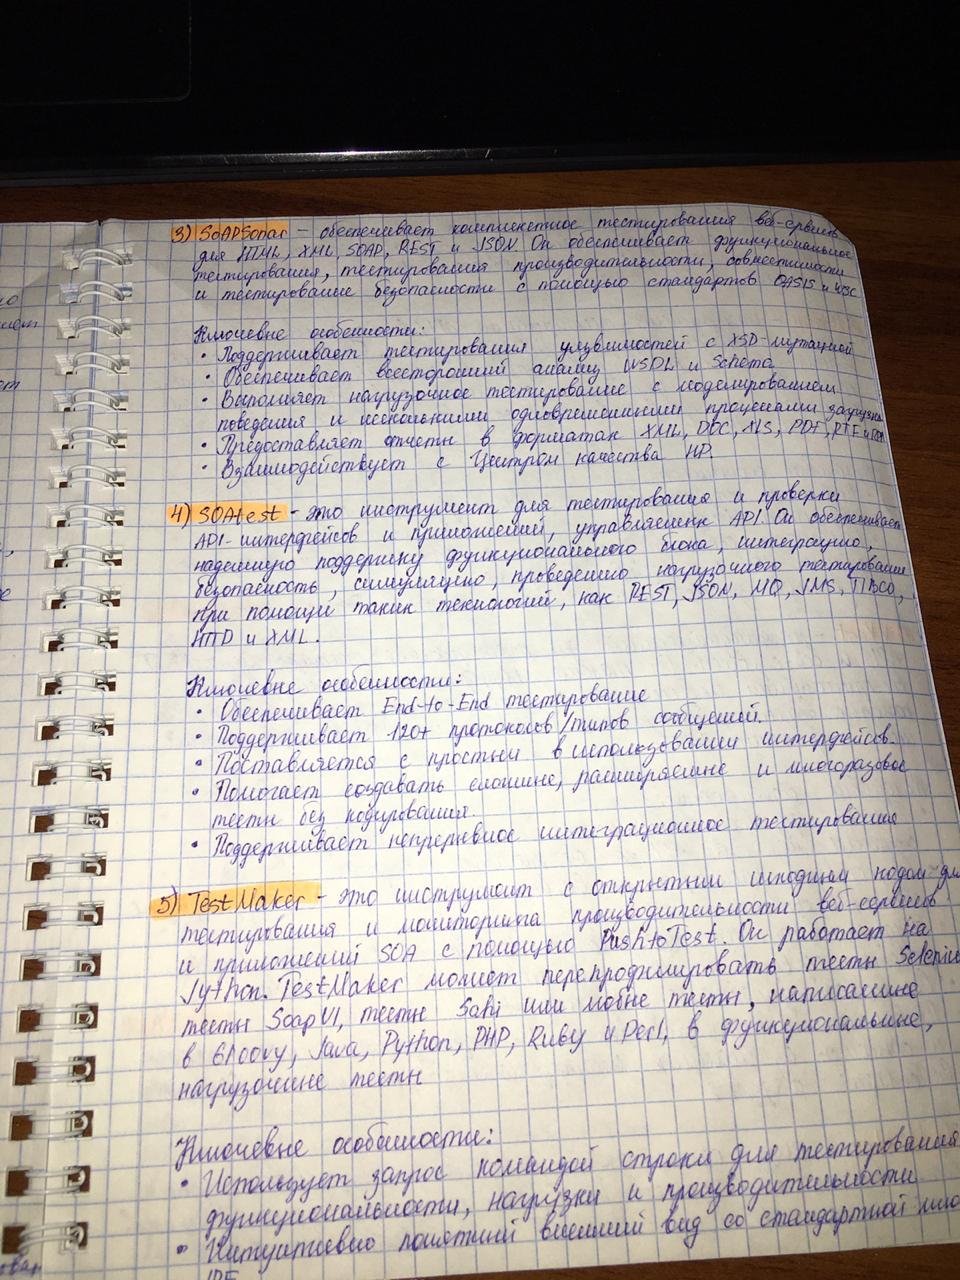 3) SOAPSonar – обеспечивает комплексное тестирования веб-сервисов
для HTML, XML, SOAP, REST и JSON. Он обеспечивает функциональное
тестирования, тестирования производительности, совместимости
и тестирование безопасности с помощью стандартов OASIS и W3C
Ключевые особенности:
• Поддерживает тестирования уязвимостей с XSD-мутацией
• Обеспечивает всесторонний анализ WSDL и Schema
• Выполняет нагрузочное тестирование с моделированием
поведения и несколькими одновременными процессами загрузки
• Предоставляет отчеты в форматах XML, DOC, XLS, PDF, RTF и
• Взаимодействует с Центром качества HP.
4) SOAtest – это инструмент для тестирования и проверки
API-интерфейсов и приложений, управляемых API. Он обеспечивает
надежную поддержку функционального блока, интеграцию,
безопасность, симуляцию, проведению нагрузочного тестирования
при помощи таких технологий, как REST, JSON, MQ, JMS, TIBCO,
HTTP и XML.
Ключевые особенности:
• Обеспечивает End-to-End тестирование
• Поддерживает 120+ протоколов/типов сообщений.
• Поставляется с простым в использовании интерфейсов.
• Помогает создавать сложные, расширяемые и многоразовые
тесты без кодирования.
• Поддерживает непрерывное интеграционное тестирования
5) TestMaker – это инструмент с открытым исходным кодом для
тестирования и мониторинга производительности веб-сервисов
и приложений SOA с помощью PushtoTest. Он работает на
Jython. TestMaker может перепрофилировать тесты Selenium
тесты SoapUI, тесты Sahi или любые тесты, написанные
в Groovy, Java, Python, PHP, Ruby и Perl, в функциональные,
нагрузочные тесты
Ключевые особенности:
• Использует запрос командой строки для тестирования
функциональности, нагрузки и производительности
• Интуитивно понятный внешний вид со стандартной
IDE